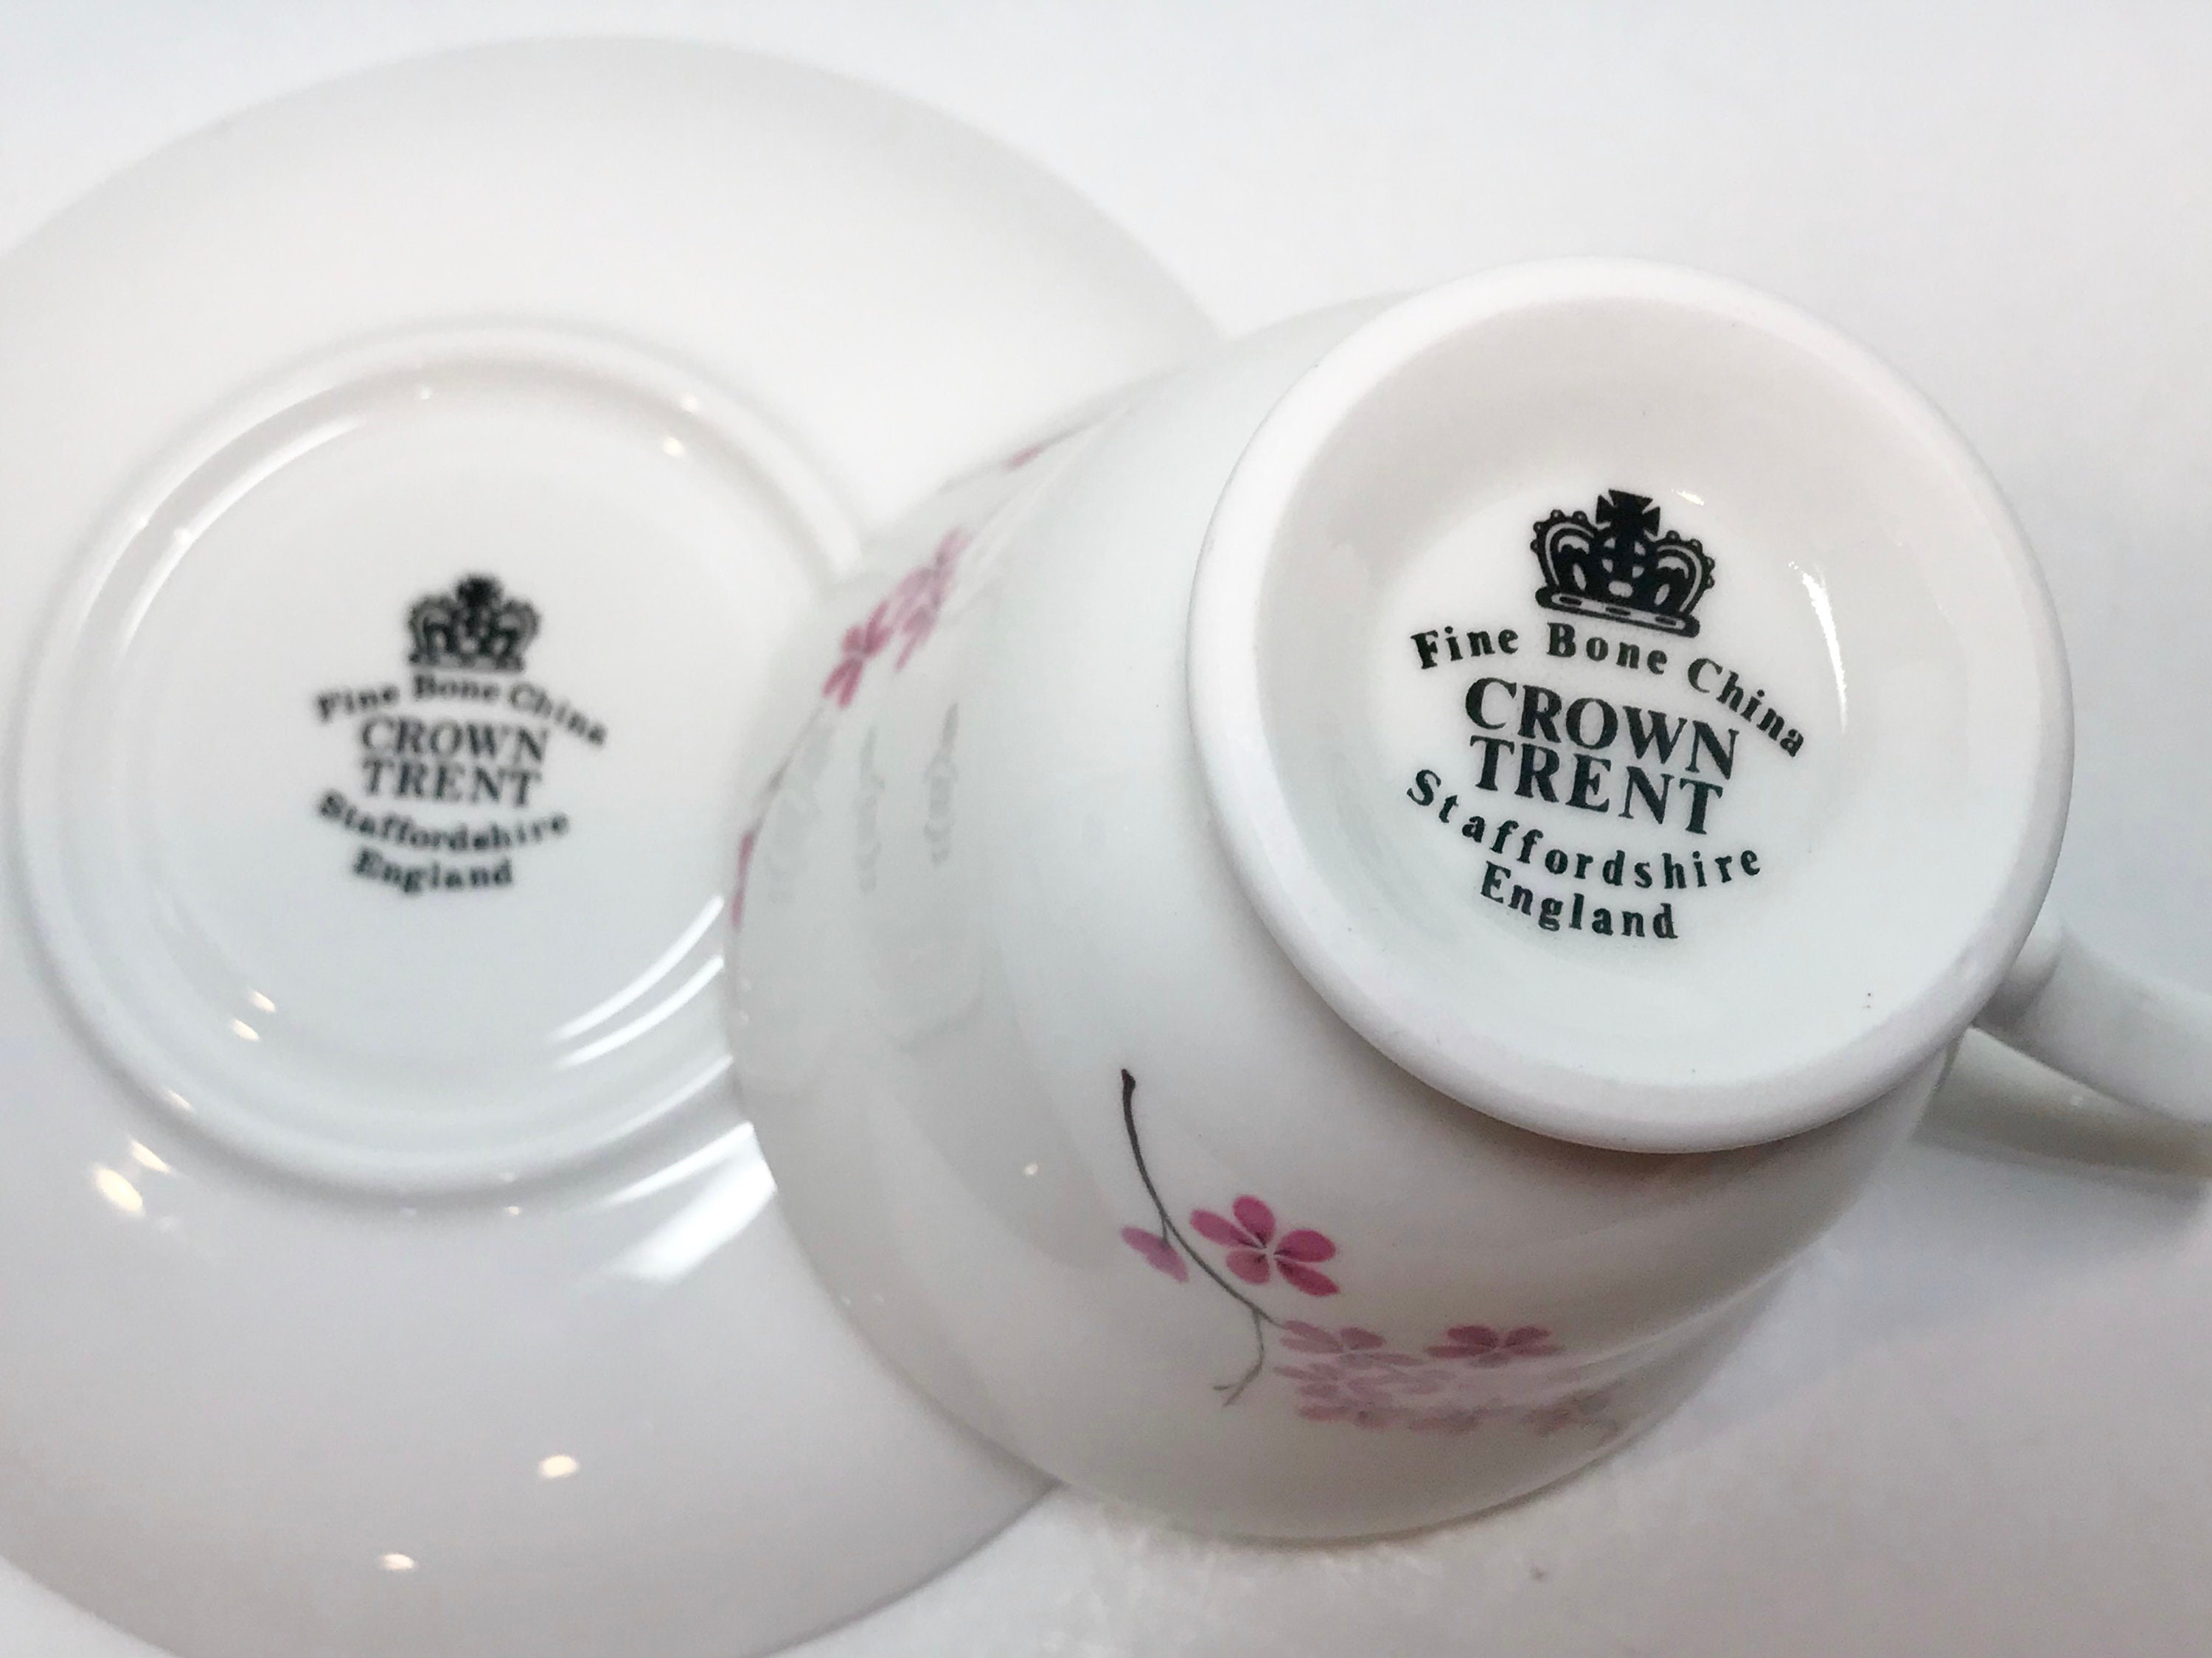 Fine Bone China
CROWN
TRENT
Staffordshire
England
Fine Bone China
CROWN
TRENT
Staffordshire
England